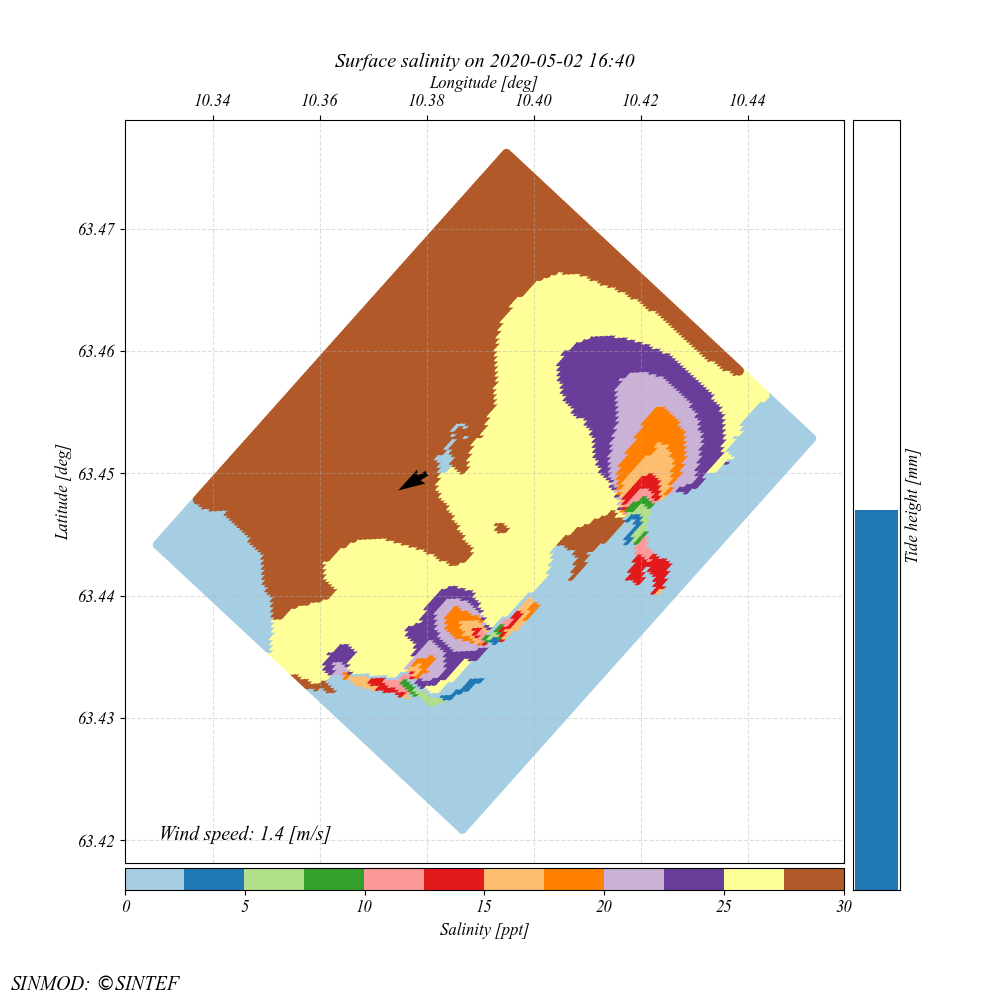 Surface salinity on 2020-05-02 16:40
Longitude [deg]
10.34 10.36 10.38 10.40 10.42 10.44
63.47
63.46
63.45
63.44
63.43
63.42
Latitude [deg]
Tide height [mm]
Wind speed: 1.4 [m/s]
0 5 10 15 20 25 30
Salinity [ppt]
SINMOD: ©SINTEF